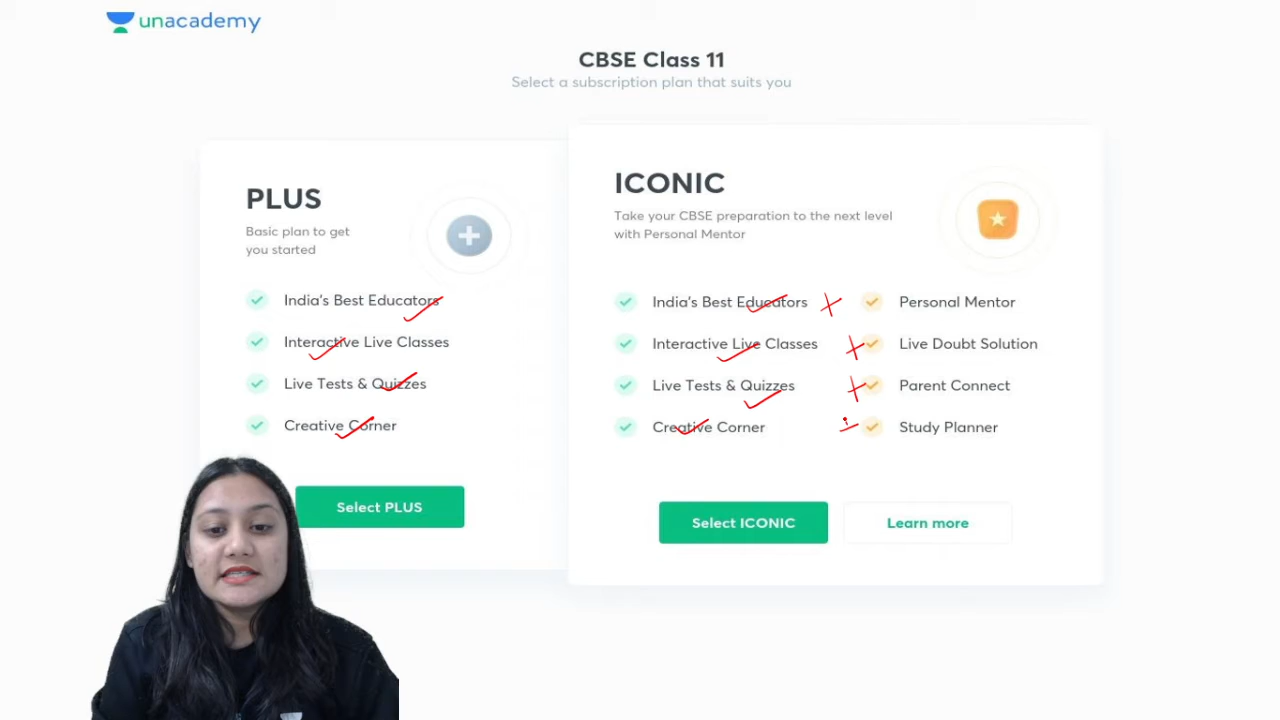 unacademy
CBSE Class 11
Select a subscription plan that suits you
PLUS
Basic plan to get
you started
India's Best Educators
Interactive Live Classes
Live Tests & Quizzes
Creative Corner
Select PLUS
ICONIC
Take your CBSE preparation to the next level
with Personal Mentor
India's Best Educators
Interactive Live Classes
Live Tests & Quizzes
Creative Corner
Personal Mentor
Live Doubt Solution
Parent Connect
Study Planner
Select ICONIC
Learn more